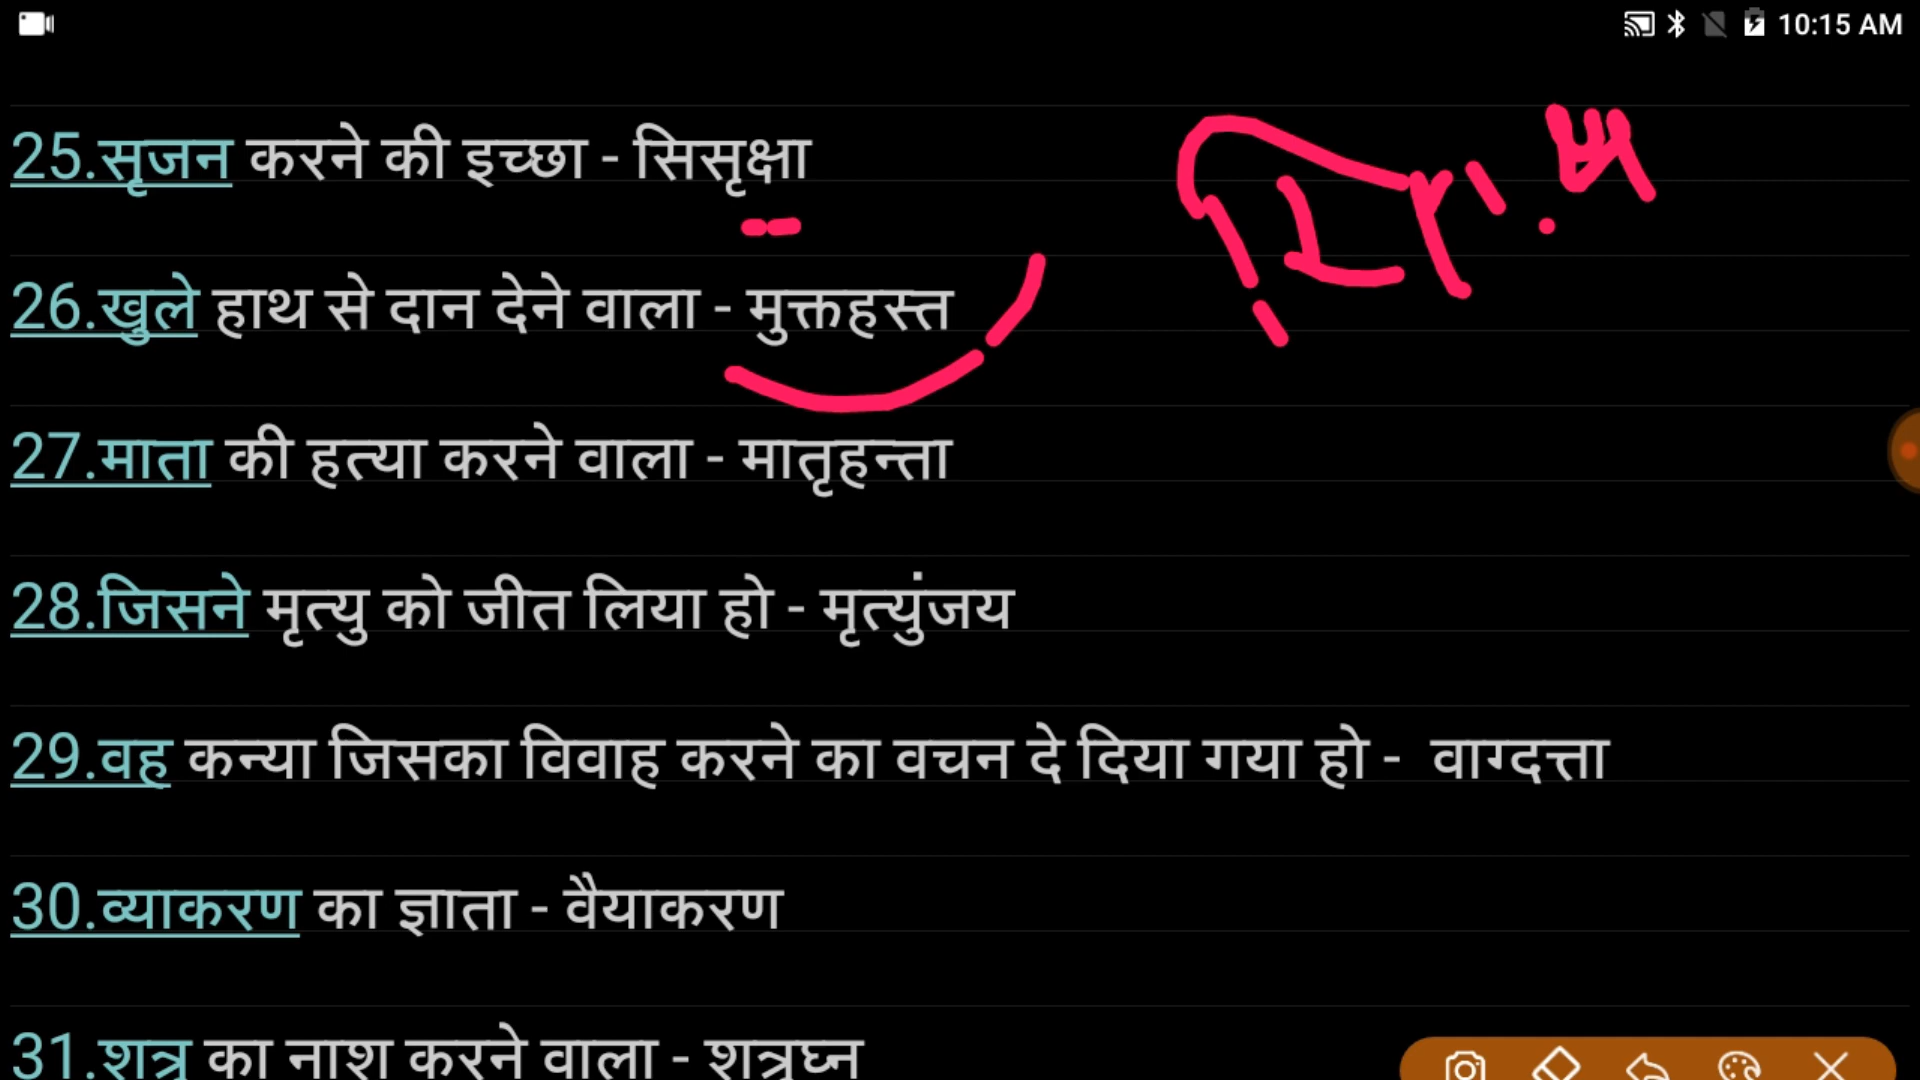 10:15 AM
25.सृजन करने की इच्छा - सिसृक्षा
26.खुले हाथ से दान देने वाला - मुक्तहस्त
27.माता की हत्या करने वाला - मातृहन्ता
28.जिसने मृत्यु को जीत लिया हो - मृत्युंजय
29.वह कन्या जिसका विवाह करने का वचन दे दिया गया हो - वाग्दत्ता
30.व्याकरण का ज्ञाता - वैयाकरण
31.शत्रु का नाश करने वाला - शत्रुघ्न